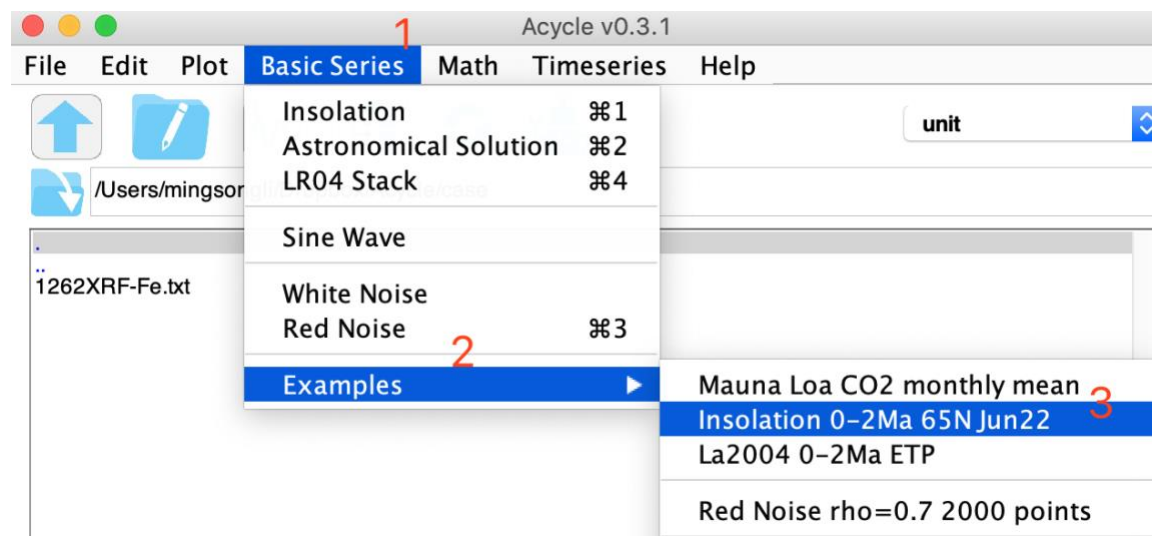 1
Acycle v0.3.1
File Edit Plot Basic Series Math Timeseries Help
Insolation ⌘1
unit
Astronomical Solution ⌘2
/Users/mingsor
LR04 Stack ⌘4
Sine Wave
.
..
1262XRF-Fe.txt
White Noise
Red Noise ⌘3
2
Examples
Mauna Loa CO2 monthly mean
3
Insolation 0-2Ma 65N Jun22
La2004 0-2Ma ETP
Red Noise rho=0.7 2000 points